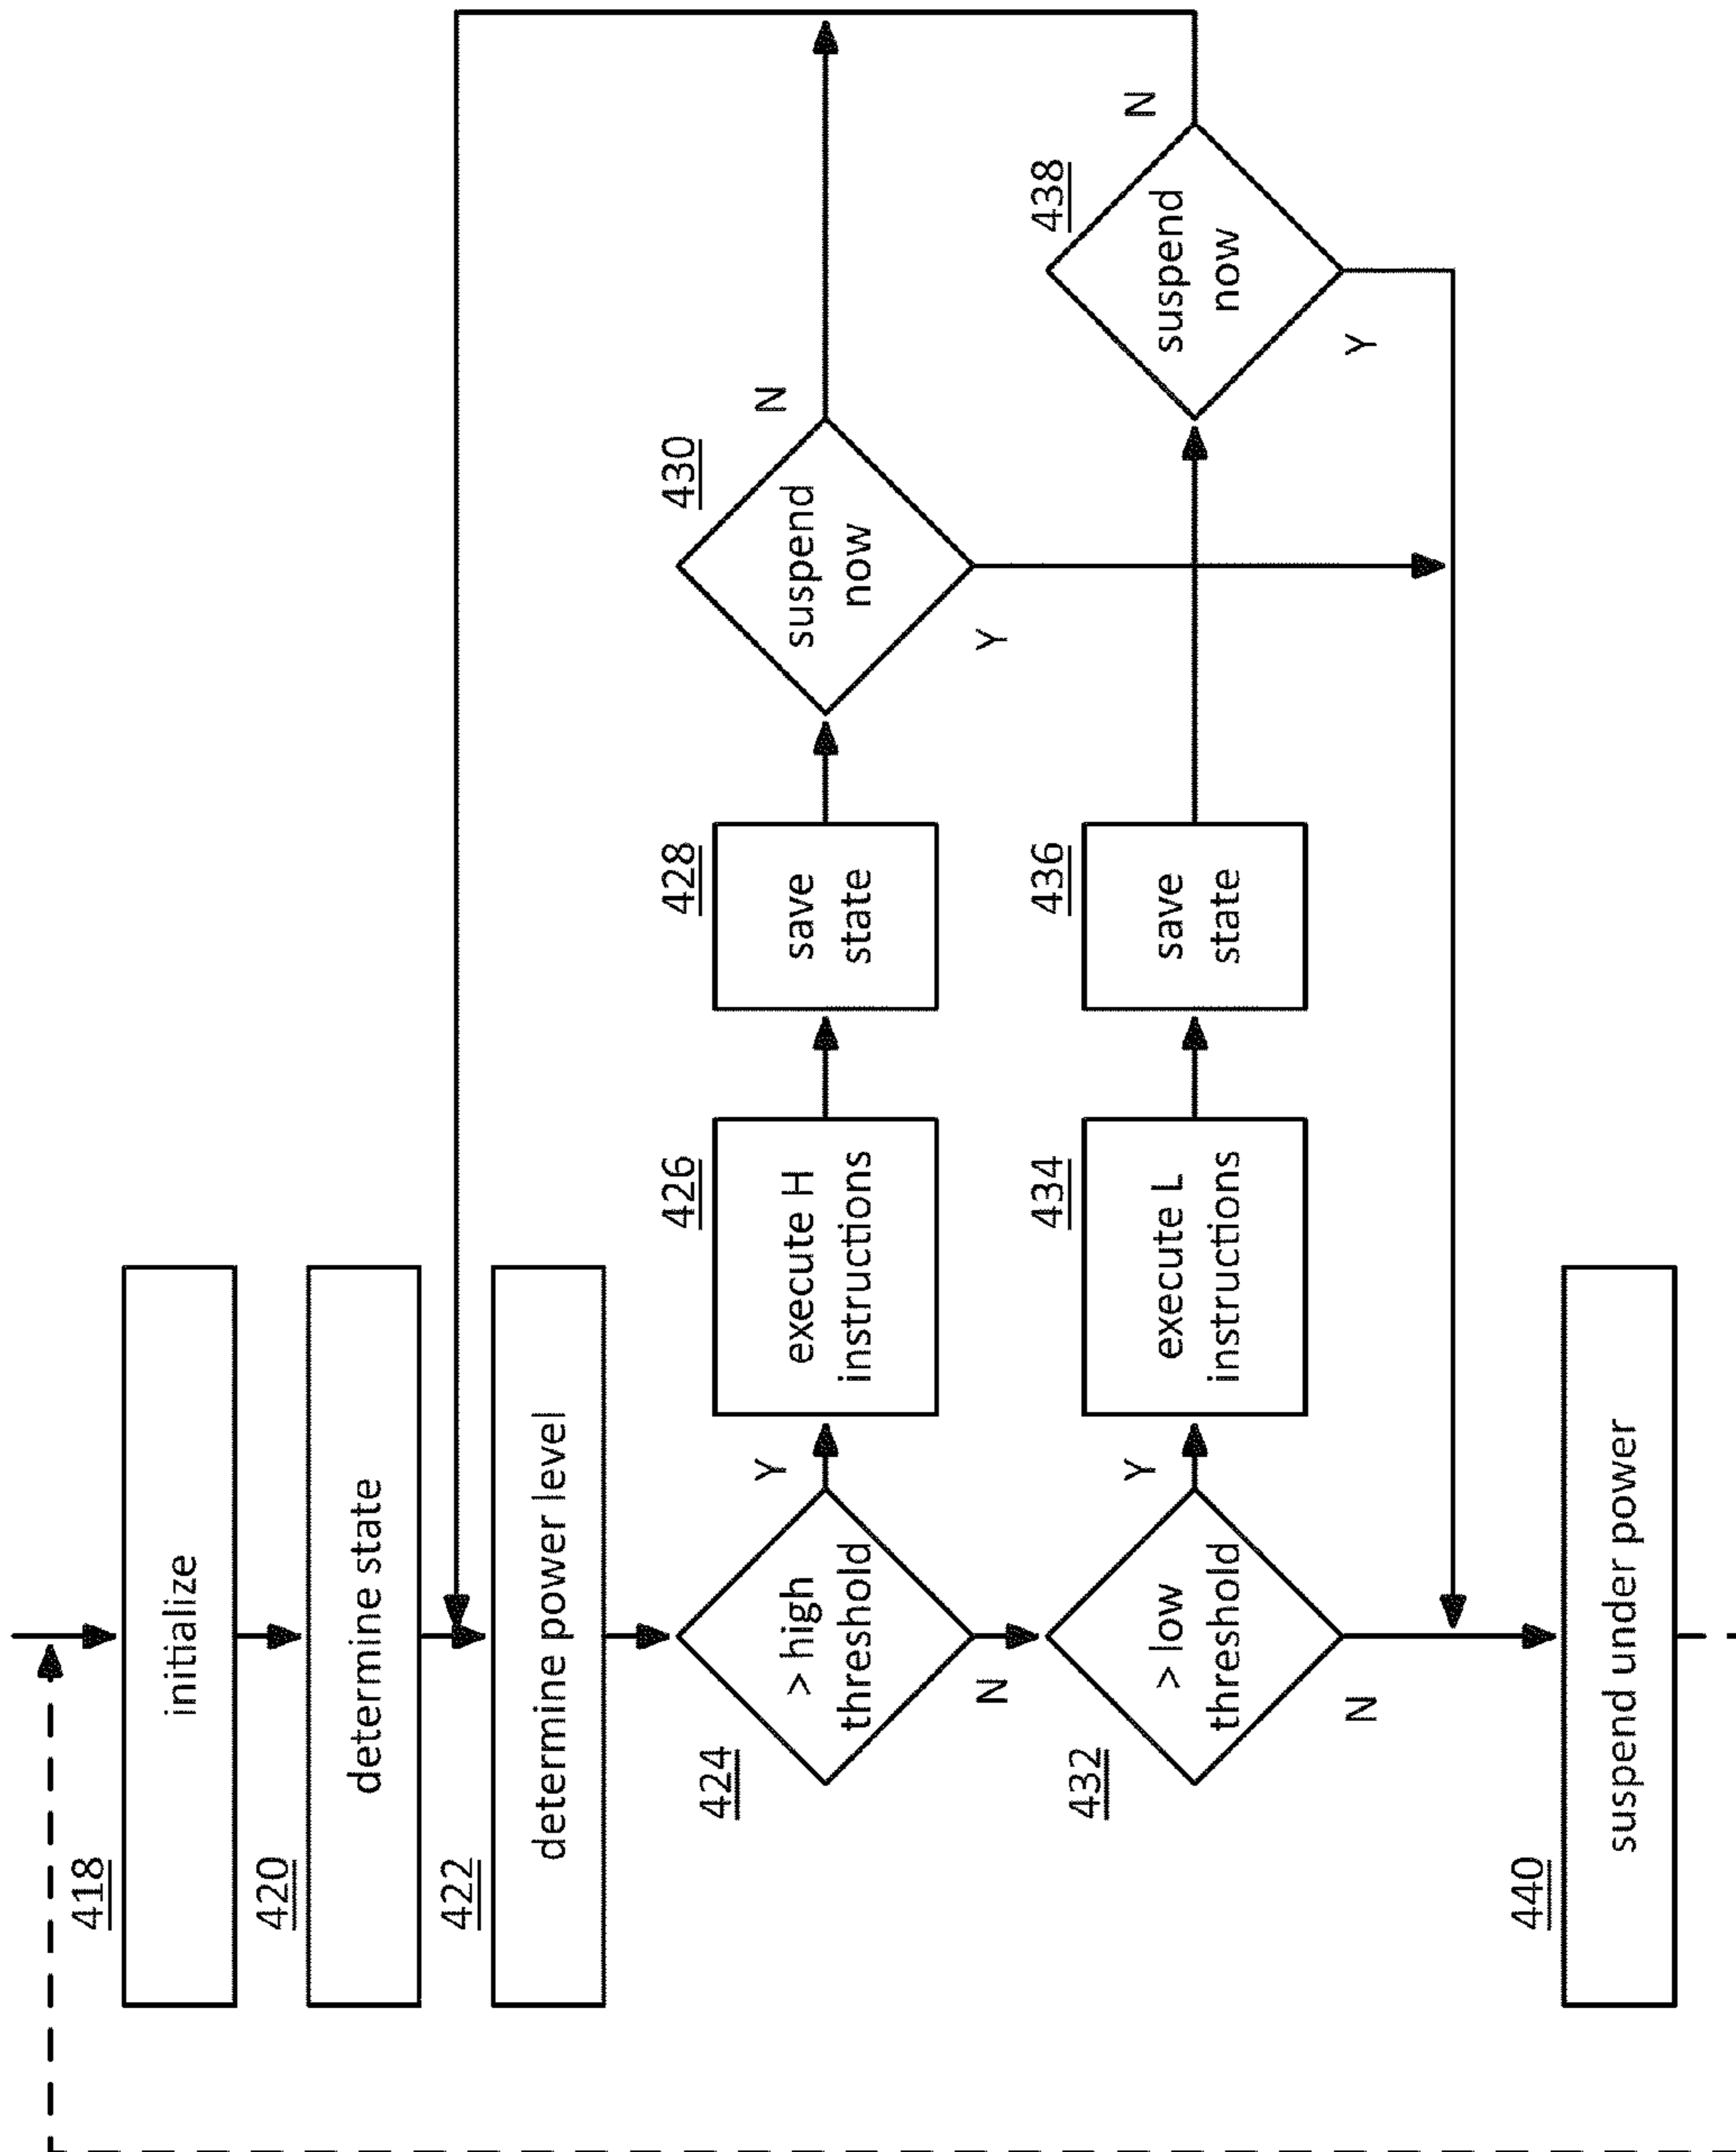 418
initialize
420
determine state
422
determine power level
424
> high
threshold
Y
N
426
execute H
instructions
428
save
state
430
suspend
now
N
Y
432
> low
threshold
Y
N
434
execute L
instructions
436
save
state
438
suspend
now
N
Y
440
suspend under power